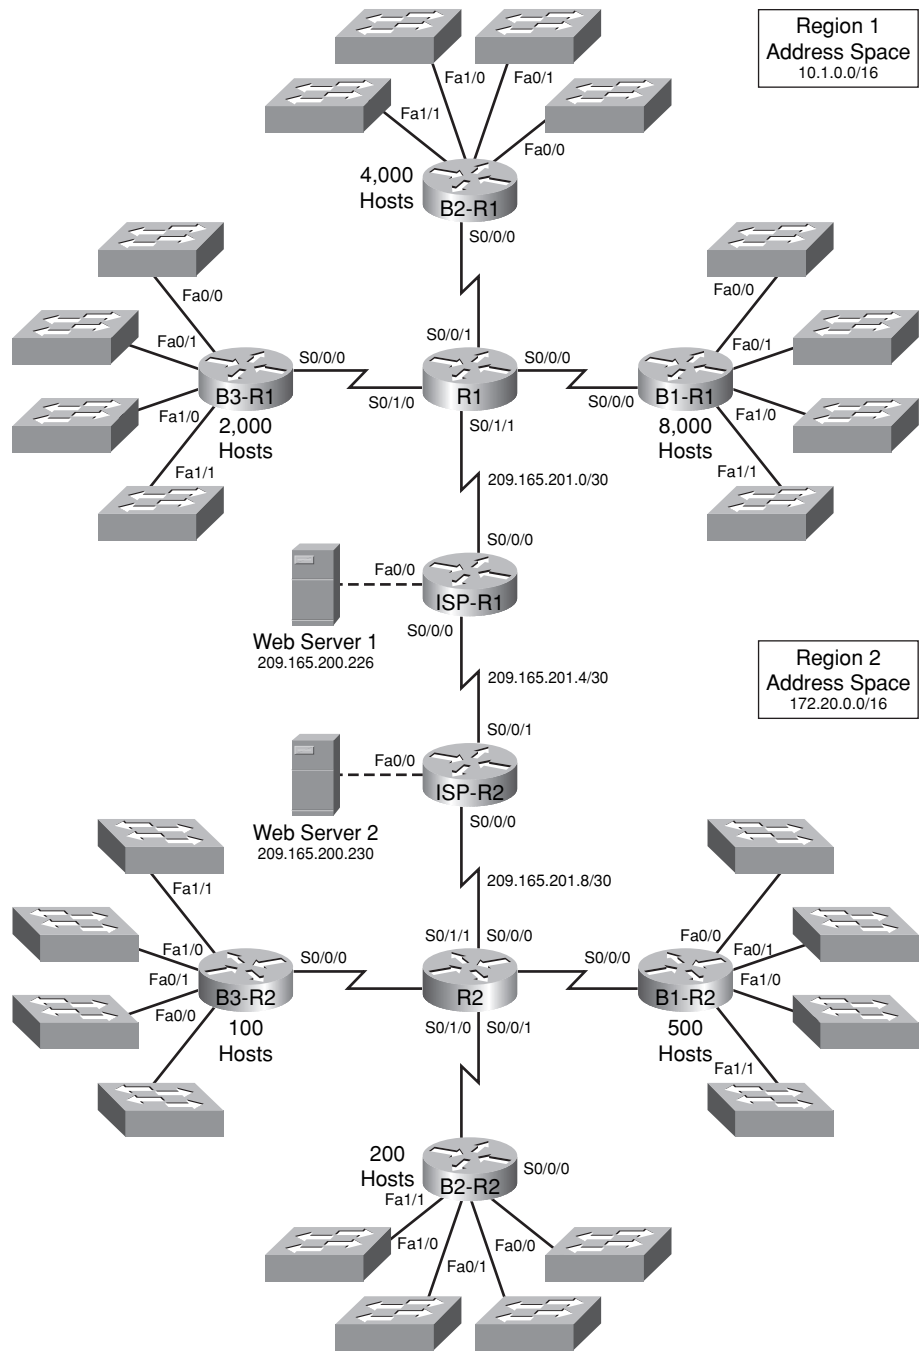 Region 1
Address Space
10.1.0.0/16
Fa1/0
Fa0/1
Fa1/1
Fa0/0
4,000
Hosts
B2-R1
S0/0/0
Fa0/0
Fa0/1
Fa1/0
Fa1/1
B3-R1
2,000
Hosts
S0/0/0
S0/1/0
S0/0/1
R1
S0/1/1
S0/0/0
S0/0/0
B1-R1
8,000
Hosts
Fa0/0
Fa0/1
Fa1/0
Fa1/1
209.165.201.0/30
S0/0/0
Fa0/0
ISP-R1
S0/0/0
Web Server 1
209.165.200.226
Region 2
Address Space
172.20.0.0/16
209.165.201.4/30
S0/0/1
Fa0/0
ISP-R2
S0/0/0
Web Server 2
209.165.200.230
209.165.201.8/30
Fa1/1
Fa1/0
Fa0/1
Fa0/0
B3-R2
100
Hosts
S0/0/0
S0/1/1
S0/0/0
R2
S0/1/0
S0/0/1
S0/0/0
B1-R2
500
Hosts
Fa0/0
Fa0/1
Fa1/0
Fa1/1
200
Hosts
B2-R2
S0/0/0
Fa1/1
Fa1/0
Fa0/1
Fa0/0